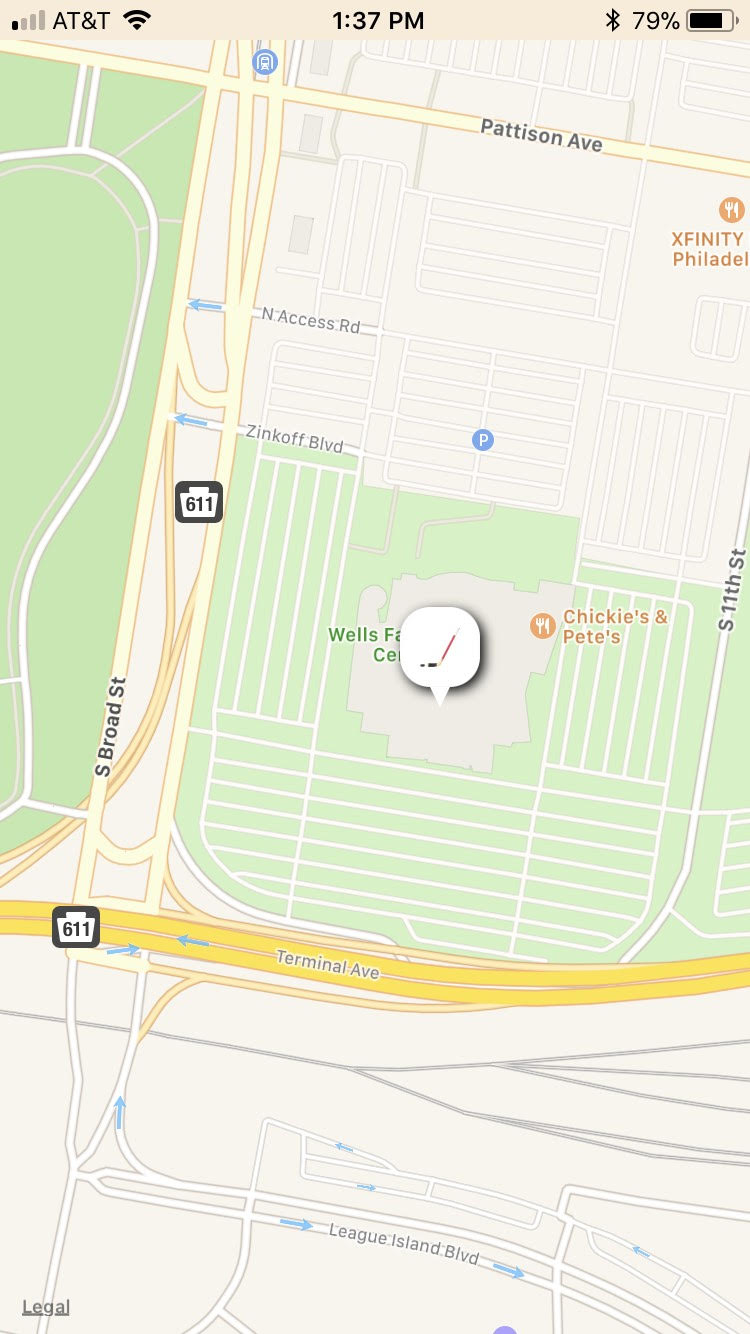 AT&T
1:37 PM
79%
Pattison Ave
XFINITY
Philadel
N Access Rd
Zinkoff Blvd
P
611
S 11th St
Chickie's &
Pete's
Wells Fa
Cen
S Broad St
611
Terminal Ave
League Island Blvd
Legal